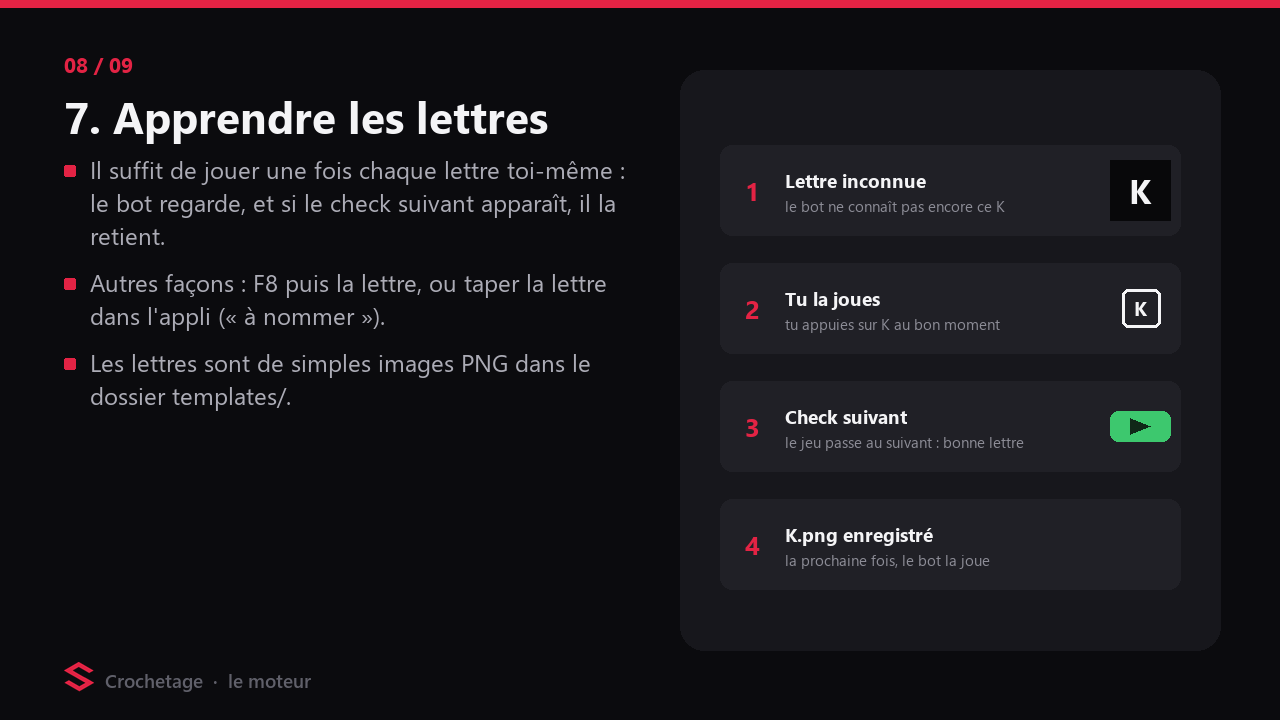 08 / 09
7. Apprendre les lettres
Il suffit de jouer une fois chaque lettre toi-même :
le bot regarde, et si le check suivant apparaît, il la
retient.
Autres façons : F8 puis la lettre, ou taper la lettre
dans l'appli (« à nommer »).
Les lettres sont de simples images PNG dans le
dossier templates/.
1
Lettre inconnue
le bot ne connaît pas encore ce K
K
2
Tu la joues
tu appuies sur K au bon moment
K
3
Check suivant
le jeu passe au suivant : bonne lettre
4
K.png enregistré
la prochaine fois, le bot la joue
Crochetage · le moteur